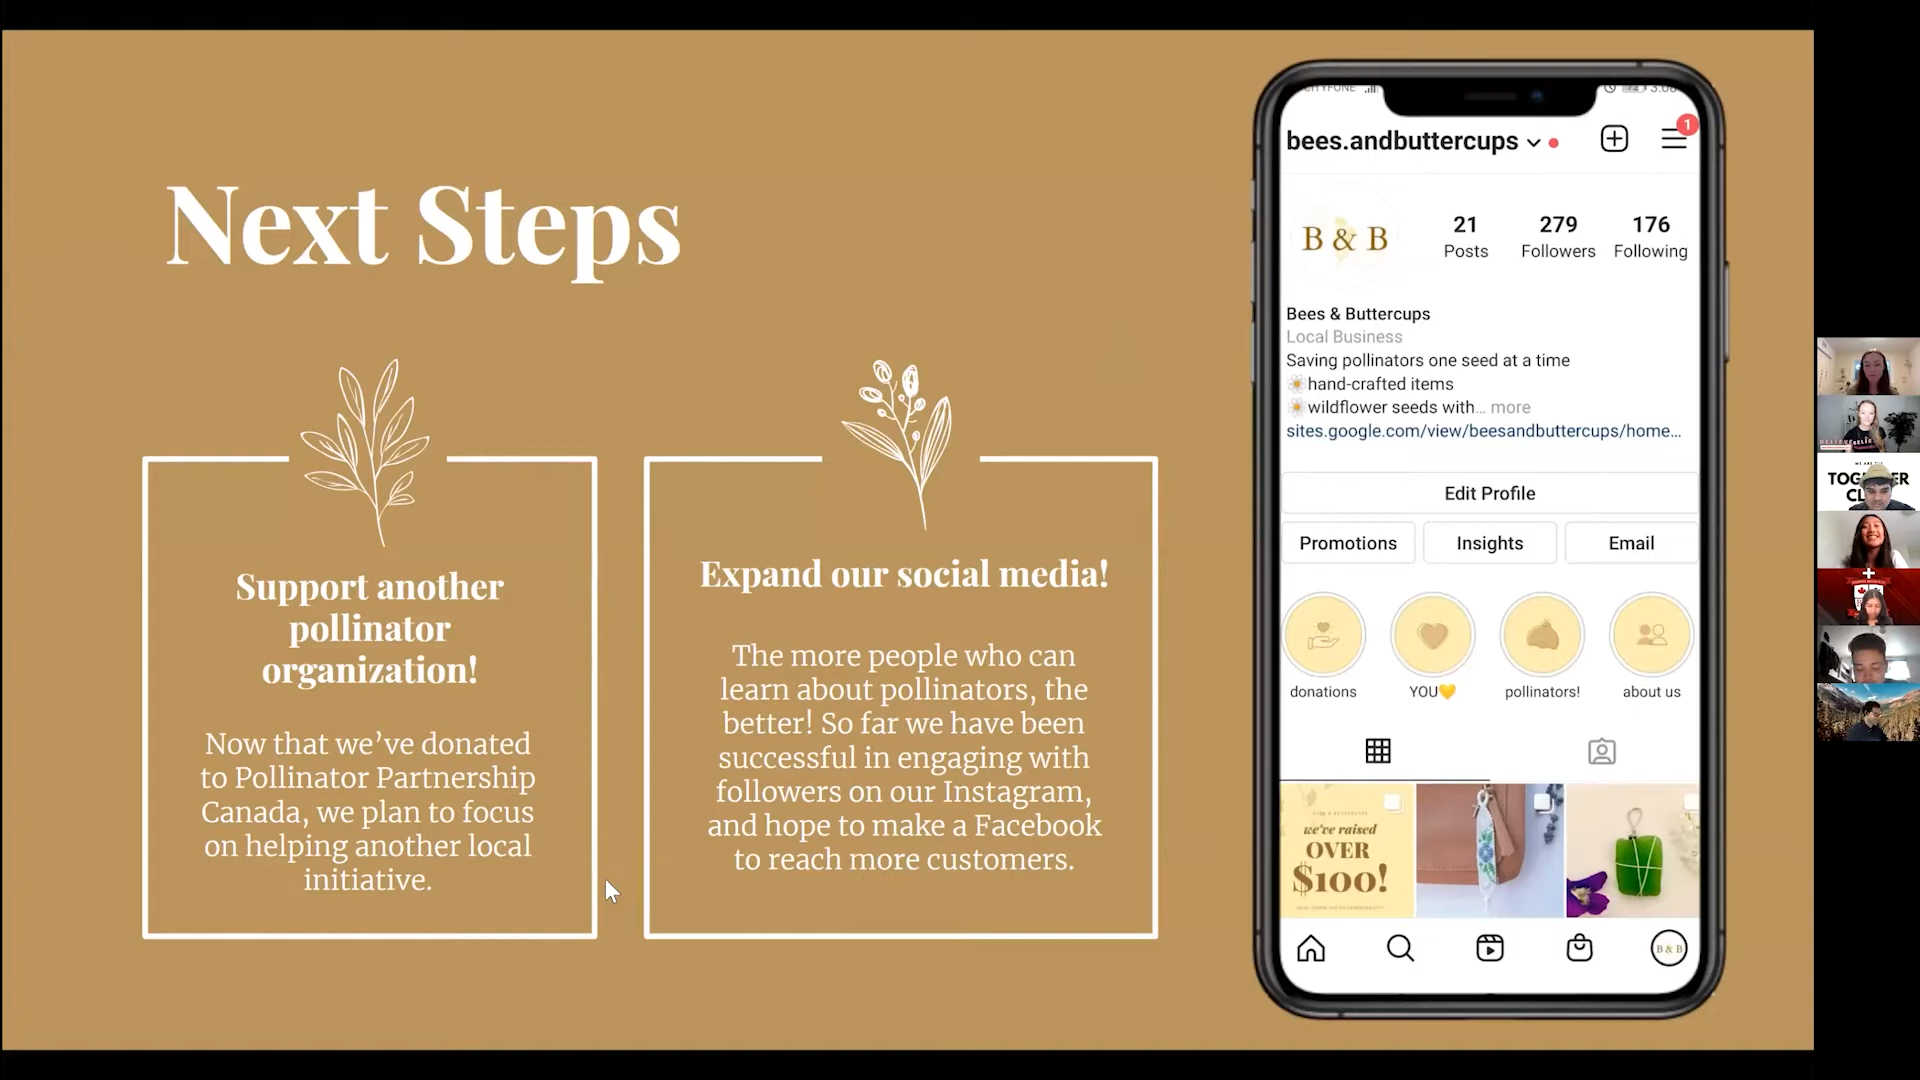 Next Steps
Support another
pollinator
organization!
Now that we’ve donated
to Pollinator Partnership
Canada, we plan to focus
on helping another local
initiative.
Expand our social media!
The more people who can
learn about pollinators, the
better! So far we have been
successful in engaging with
followers on our Instagram,
and hope to make a Facebook
to reach more customers.
bees.andbuttercups
1
B & B
21
279
176
Posts
Followers
Following
Bees & Buttercups
Local Business
Saving pollinators one seed at a time
hand-crafted items
wildflower seeds with... more
sites.google.com/view/beesandbuttercups/home...
Edit Profile
Promotions
Insights
Email
donations
YOU💛
pollinators!
about us
we've raised
OVER
$100!
B & B